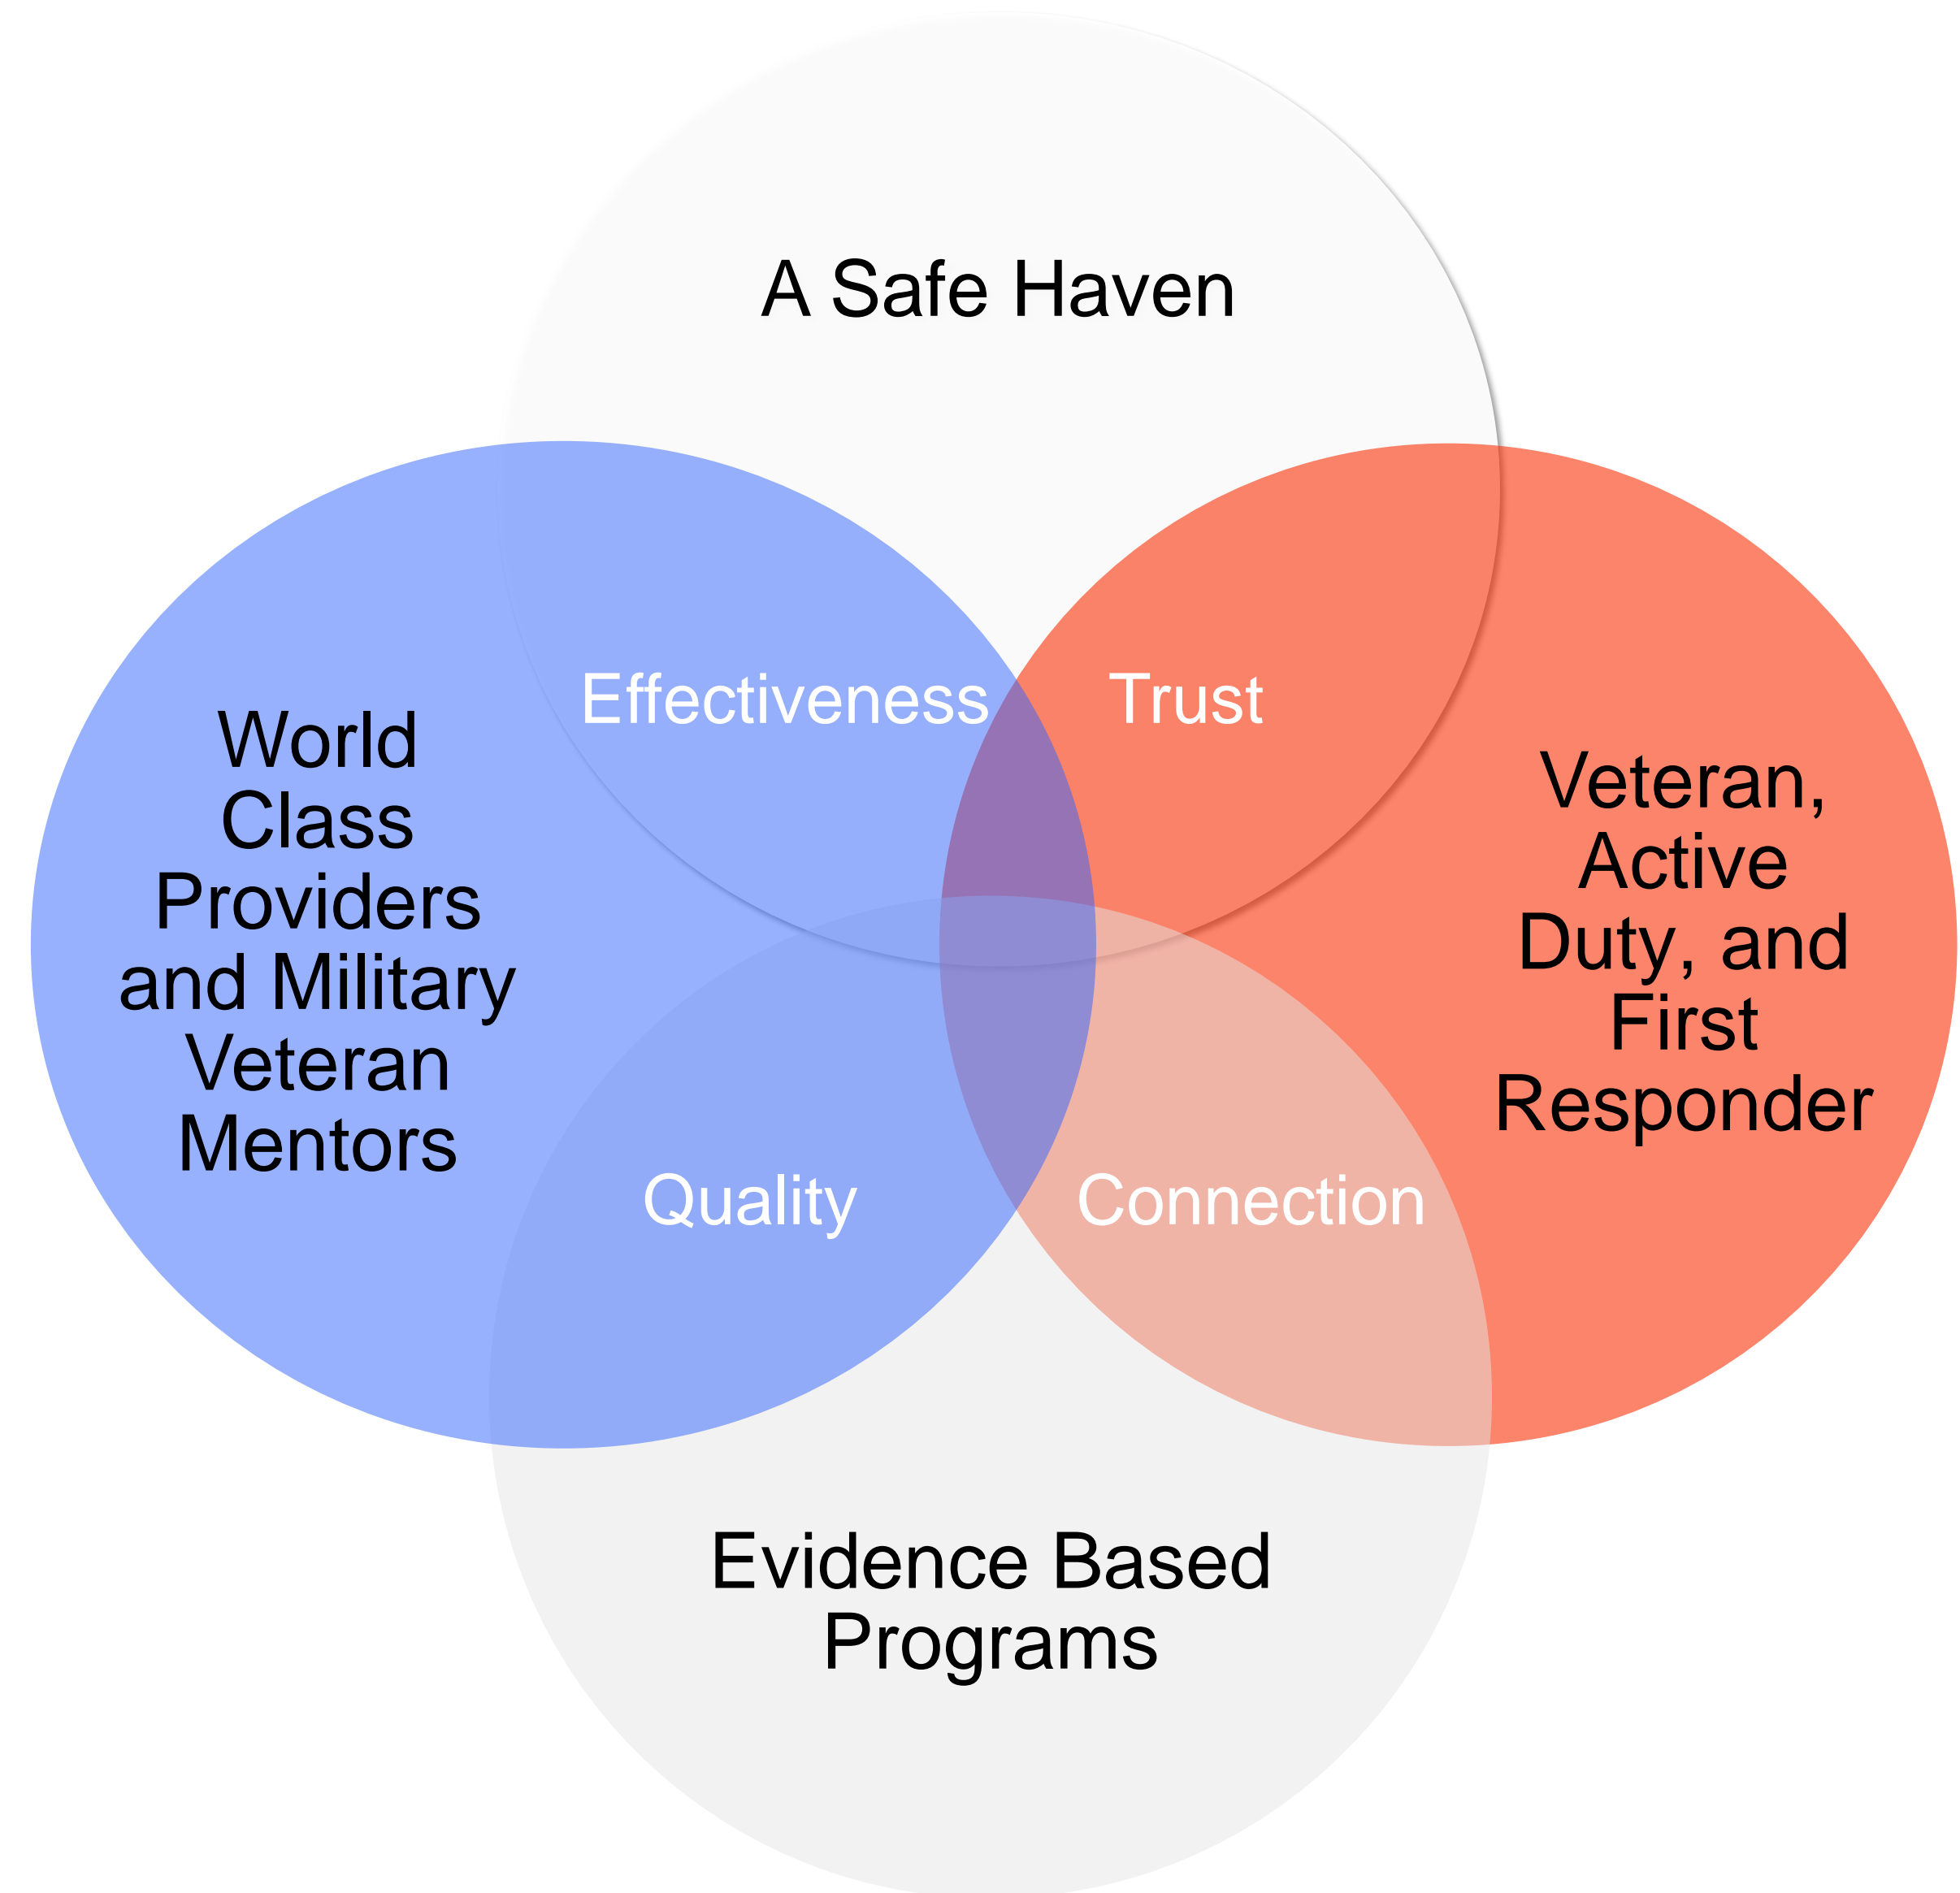 A Safe Haven
Effectiveness
Trust
World
Class
Providers
and Military
Veteran
Mentors
Veteran,
Active
Duty, and
First
Responder
Quality
Connection
Evidence Based
Programs